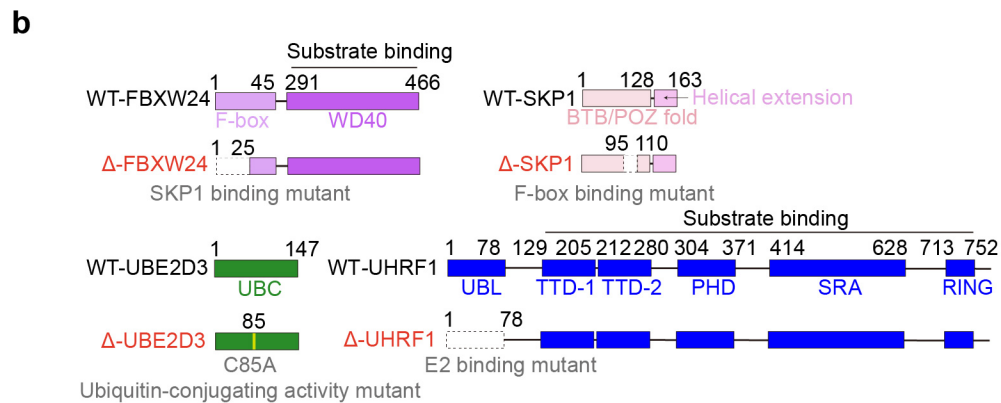 b
Substrate binding
1 45 291 466
WT-FBXW24
F-box WD40
1 25
Δ-FBXW24
SKP1 binding mutant
1 128 163
WT-SKP1
Helical extension
BTB/POZ fold
95 110
Δ-SKP1
F-box binding mutant
1 147
WT-UBE2D3
UBC
85
Δ-UBE2D3
C85A
Ubiquitin-conjugating activity mutant
Substrate binding
1 78 129 205 212 280 304 371 414 628 713 752
WT-UHRF1
UBL TTD-1 TTD-2 PHD SRA RING
1 78
Δ-UHRF1
E2 binding mutant